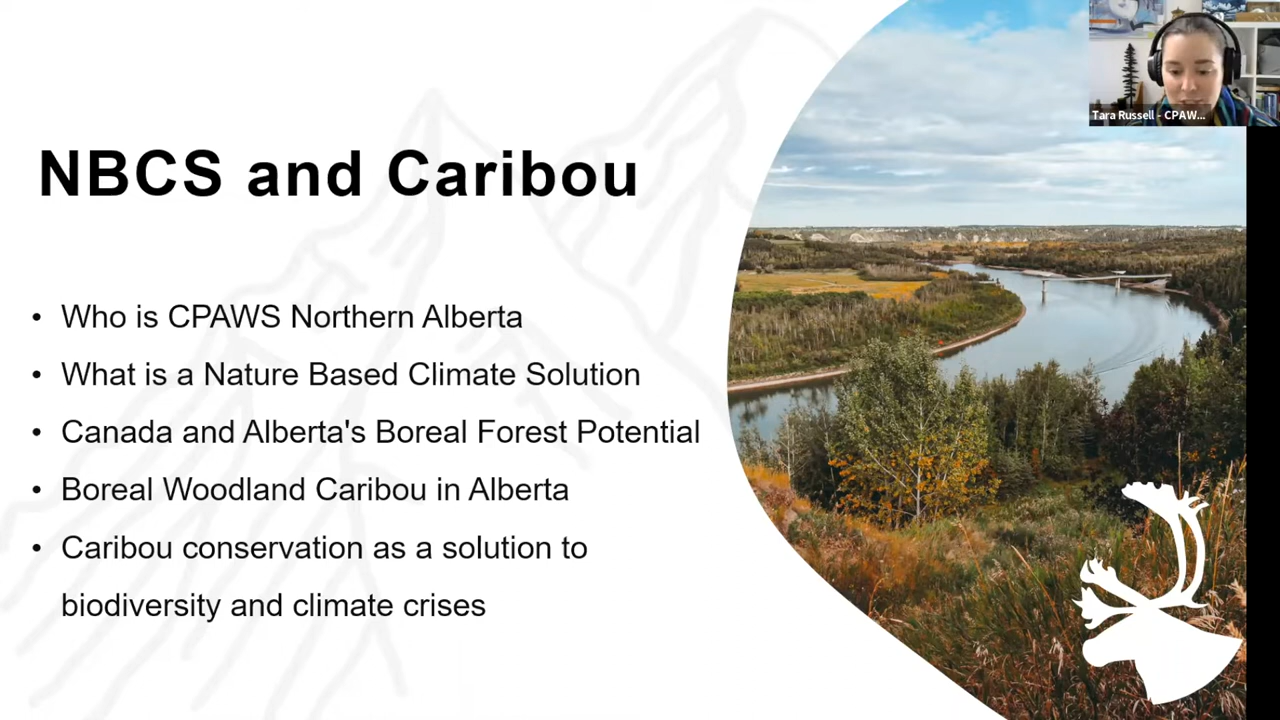 NBCS and Caribou
• Who is CPAWS Northern Alberta
• What is a Nature Based Climate Solution
• Canada and Alberta's Boreal Forest Potential
• Boreal Woodland Caribou in Alberta
• Caribou conservation as a solution to
biodiversity and climate crises
Tara Russell - CPAW...